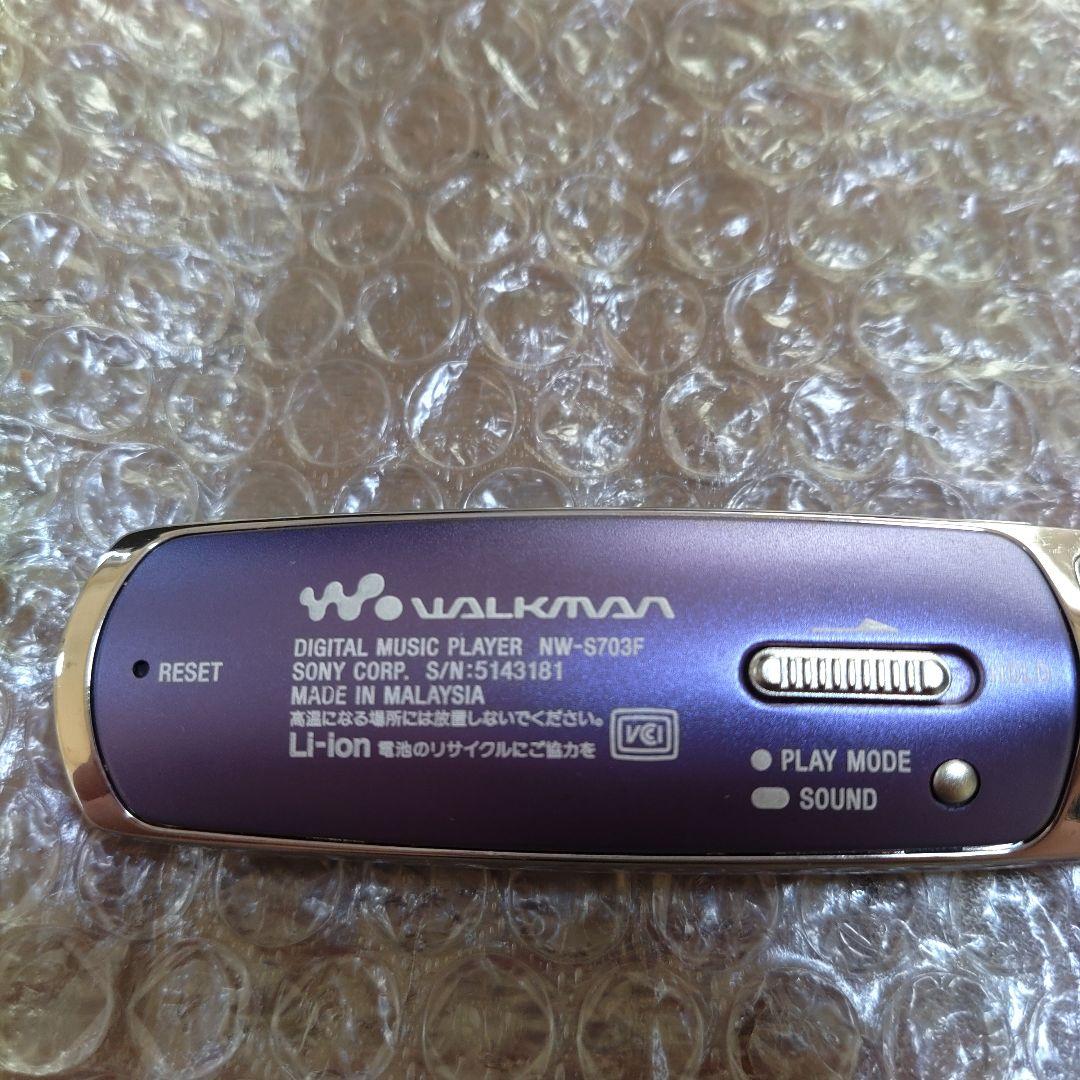 WALKMAN
DIGITAL MUSIC PLAYER NW-S703F
RESET
SONY CORP. S/N:5143181
MADE IN MALAYSIA
高温になる場所には放置しないでください。
Li-ion 電池のリサイクルにご協力を
VCI
HOLD
PLAY MODE
SOUND